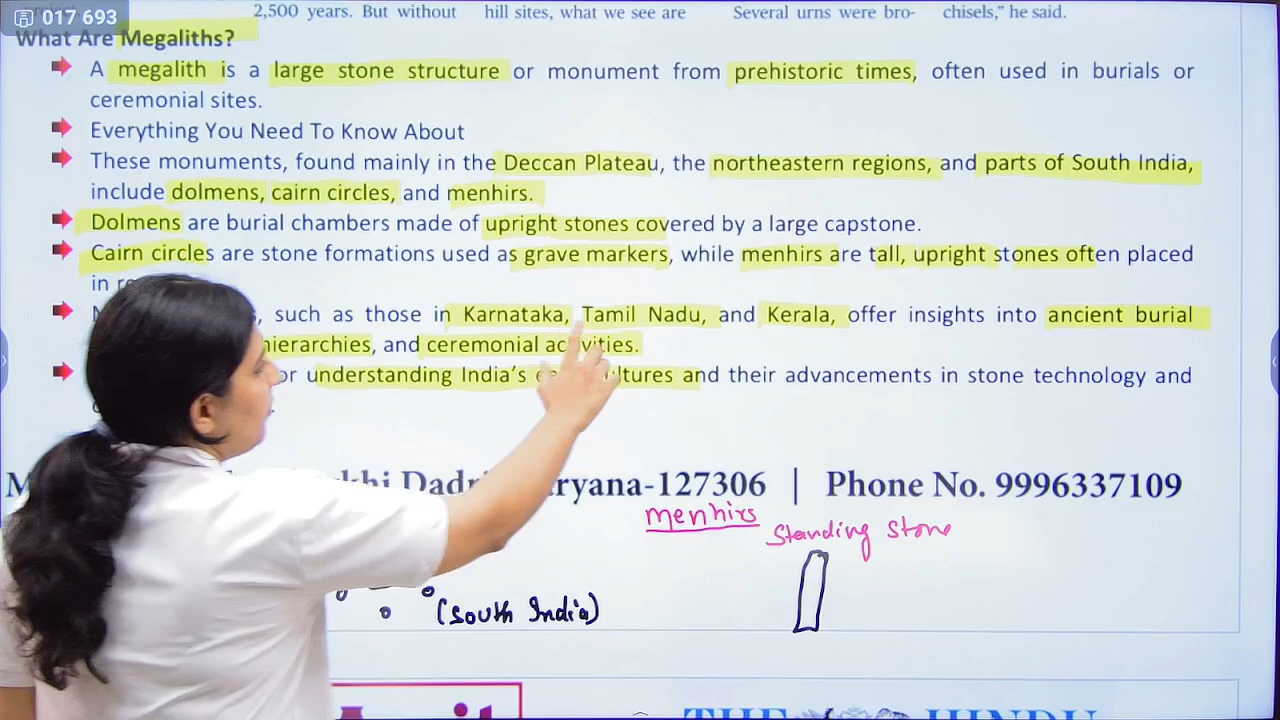 017 693
2,500 years. But without hill sites, what we see are Several urns were bro- chisels," he said.
What Are Megaliths?
A megalith is a large stone structure or monument from prehistoric times, often used in burials or
ceremonial sites.
Everything You Need To Know About
These monuments, found mainly in the Deccan Plateau, the northeastern regions, and parts of South India,
include dolmens, cairn circles, and menhirs.
Dolmens are burial chambers made of upright stones covered by a large capstone.
Cairn circles are stone formations used as grave markers, while menhirs are tall, upright stones often placed
in
such as those in Karnataka, Tamil Nadu, and Kerala, offer insights into ancient burial
hierarchies, and ceremonial activities.
understanding India's and their advancements in stone technology and
127306 | Phone No. 9996337109
menhirs
Standing Stone
(South India)
THE HINDU